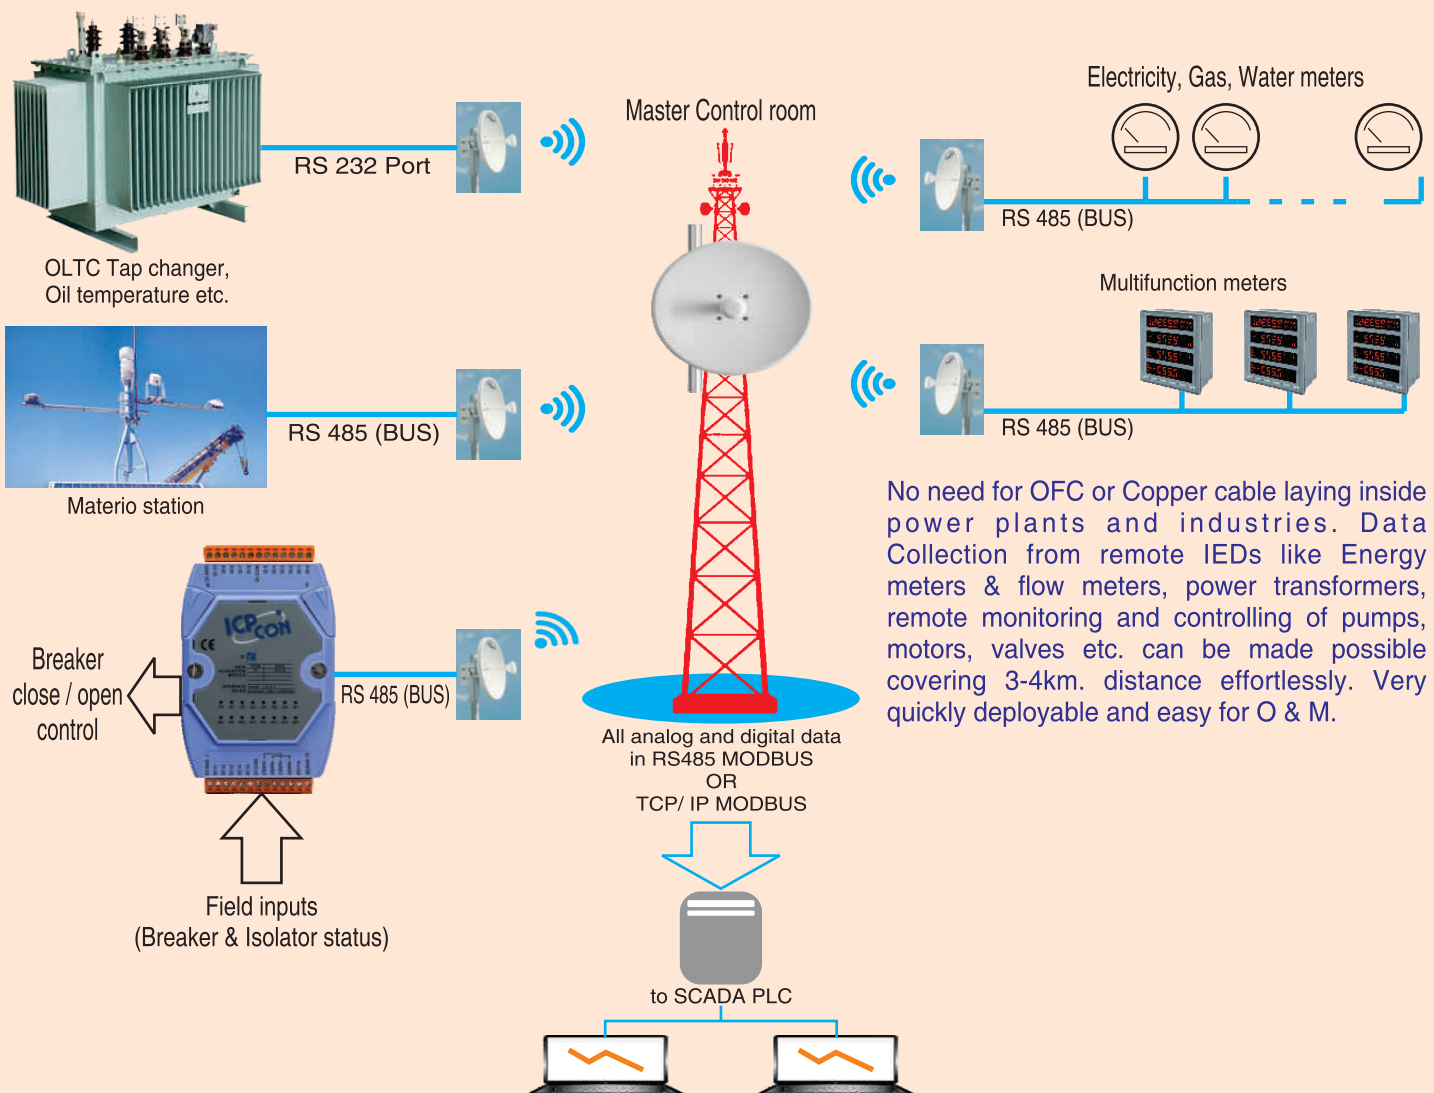 Master Control room
Electricity, Gas, Water meters
RS 232 Port
RS 485 (BUS)
OLTC Tap changer,
Oil temperature etc.
Multifunction meters
RS 485 (BUS)
RS 485 (BUS)
Materio station
No need for OFC or Copper cable laying inside
power plants and industries. Data
Collection from remote IEDs like Energy
meters & flow meters, power transformers,
remote monitoring and controlling of pumps,
motors, valves etc. can be made possible
covering 3-4km. distance effortlessly. Very
quickly deployable and easy for O & M.
ICP
CON
CE
Breaker
close / open
control
RS 485 (BUS)
All analog and digital data
in RS485 MODBUS
OR
TCP/ IP MODBUS
Field inputs
(Breaker & Isolator status)
to SCADA PLC